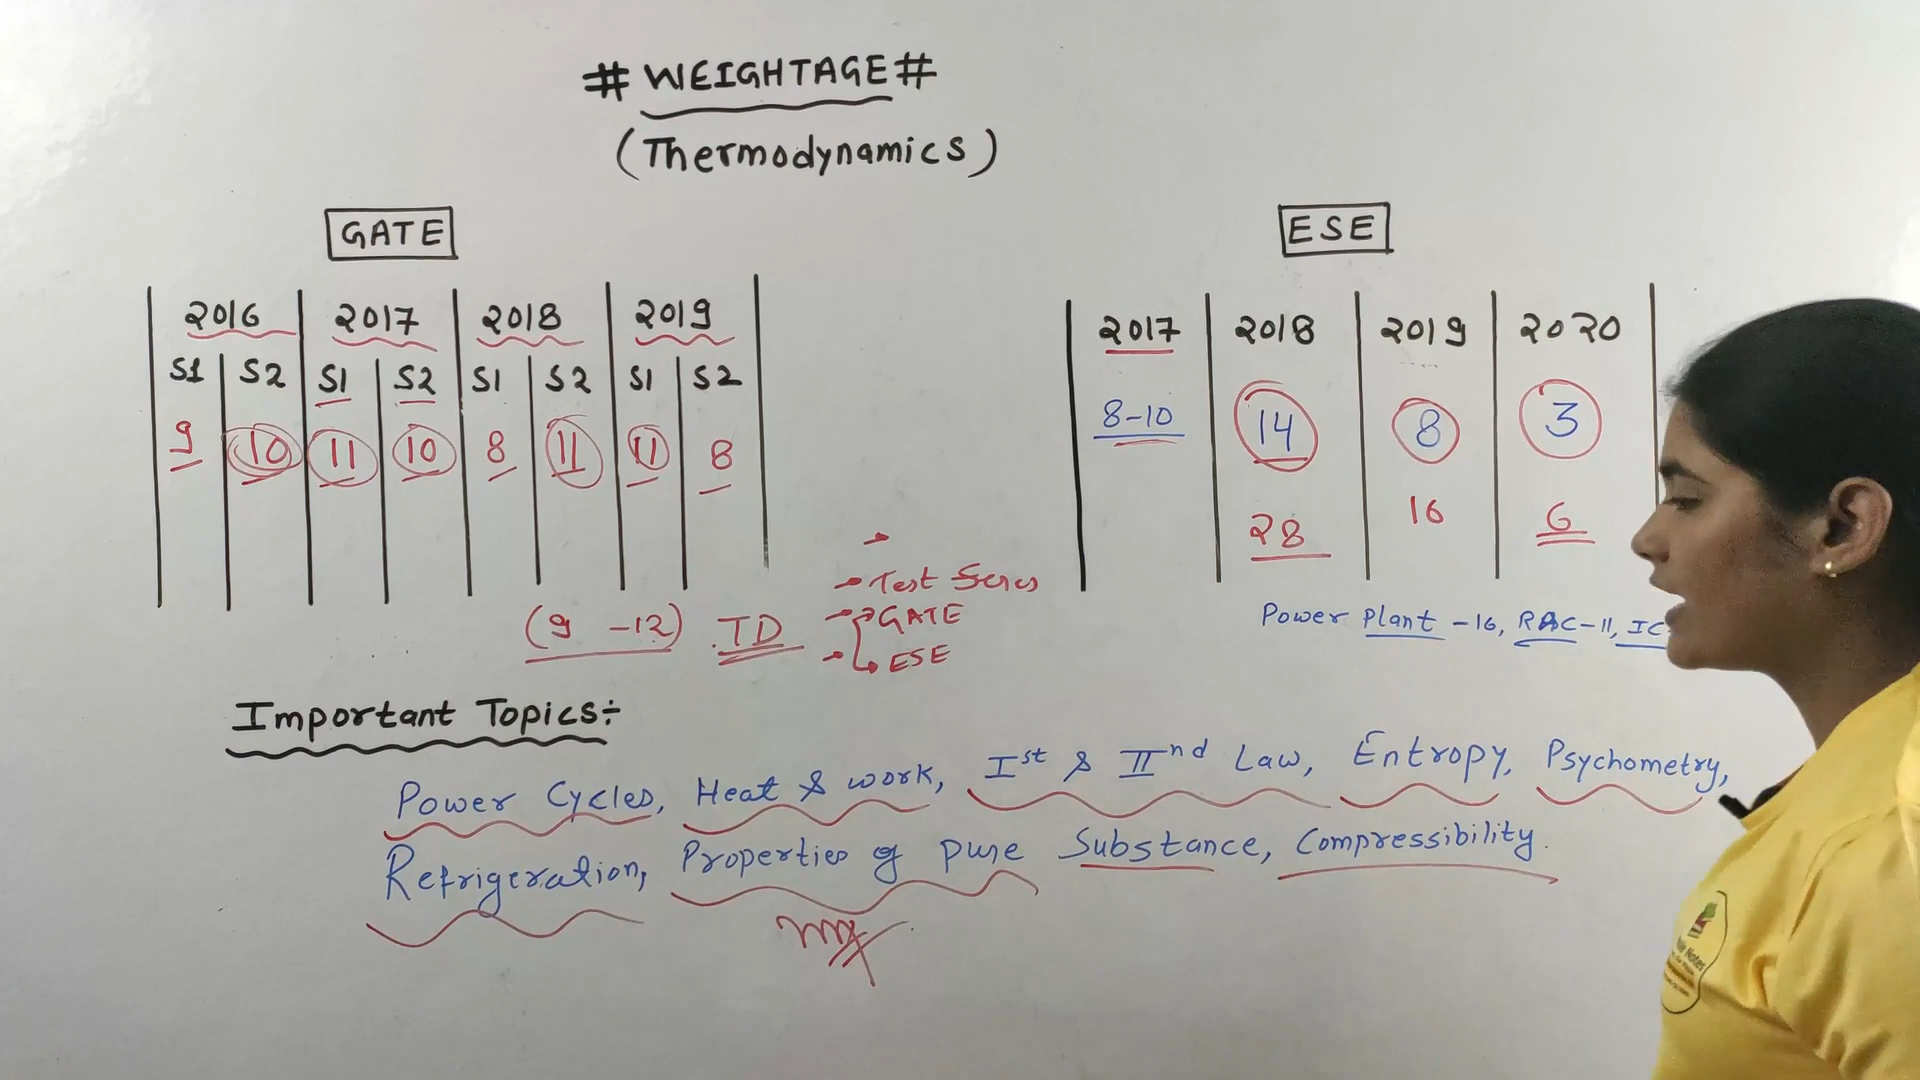 # WEIGHTAGE #
(Thermodynamics)
GATE
2016 2017 2018 2019
S1 S2 S1 S2 S1 S2 S1 S2
9 10 11 10 8 11 11 8
(9 -12) TD
Test Series
GATE
ESE
ESE
2017 2018 2019 2020
8-10 14 8 3
28 16 6
Power Plant -16, RAC-11, IC
Important Topics:
Power Cycles, Heat & work, Ist & IInd Law, Entropy, Psychometry,
Refrigeration, Properties of pure Substance, Compressibility.
Notes